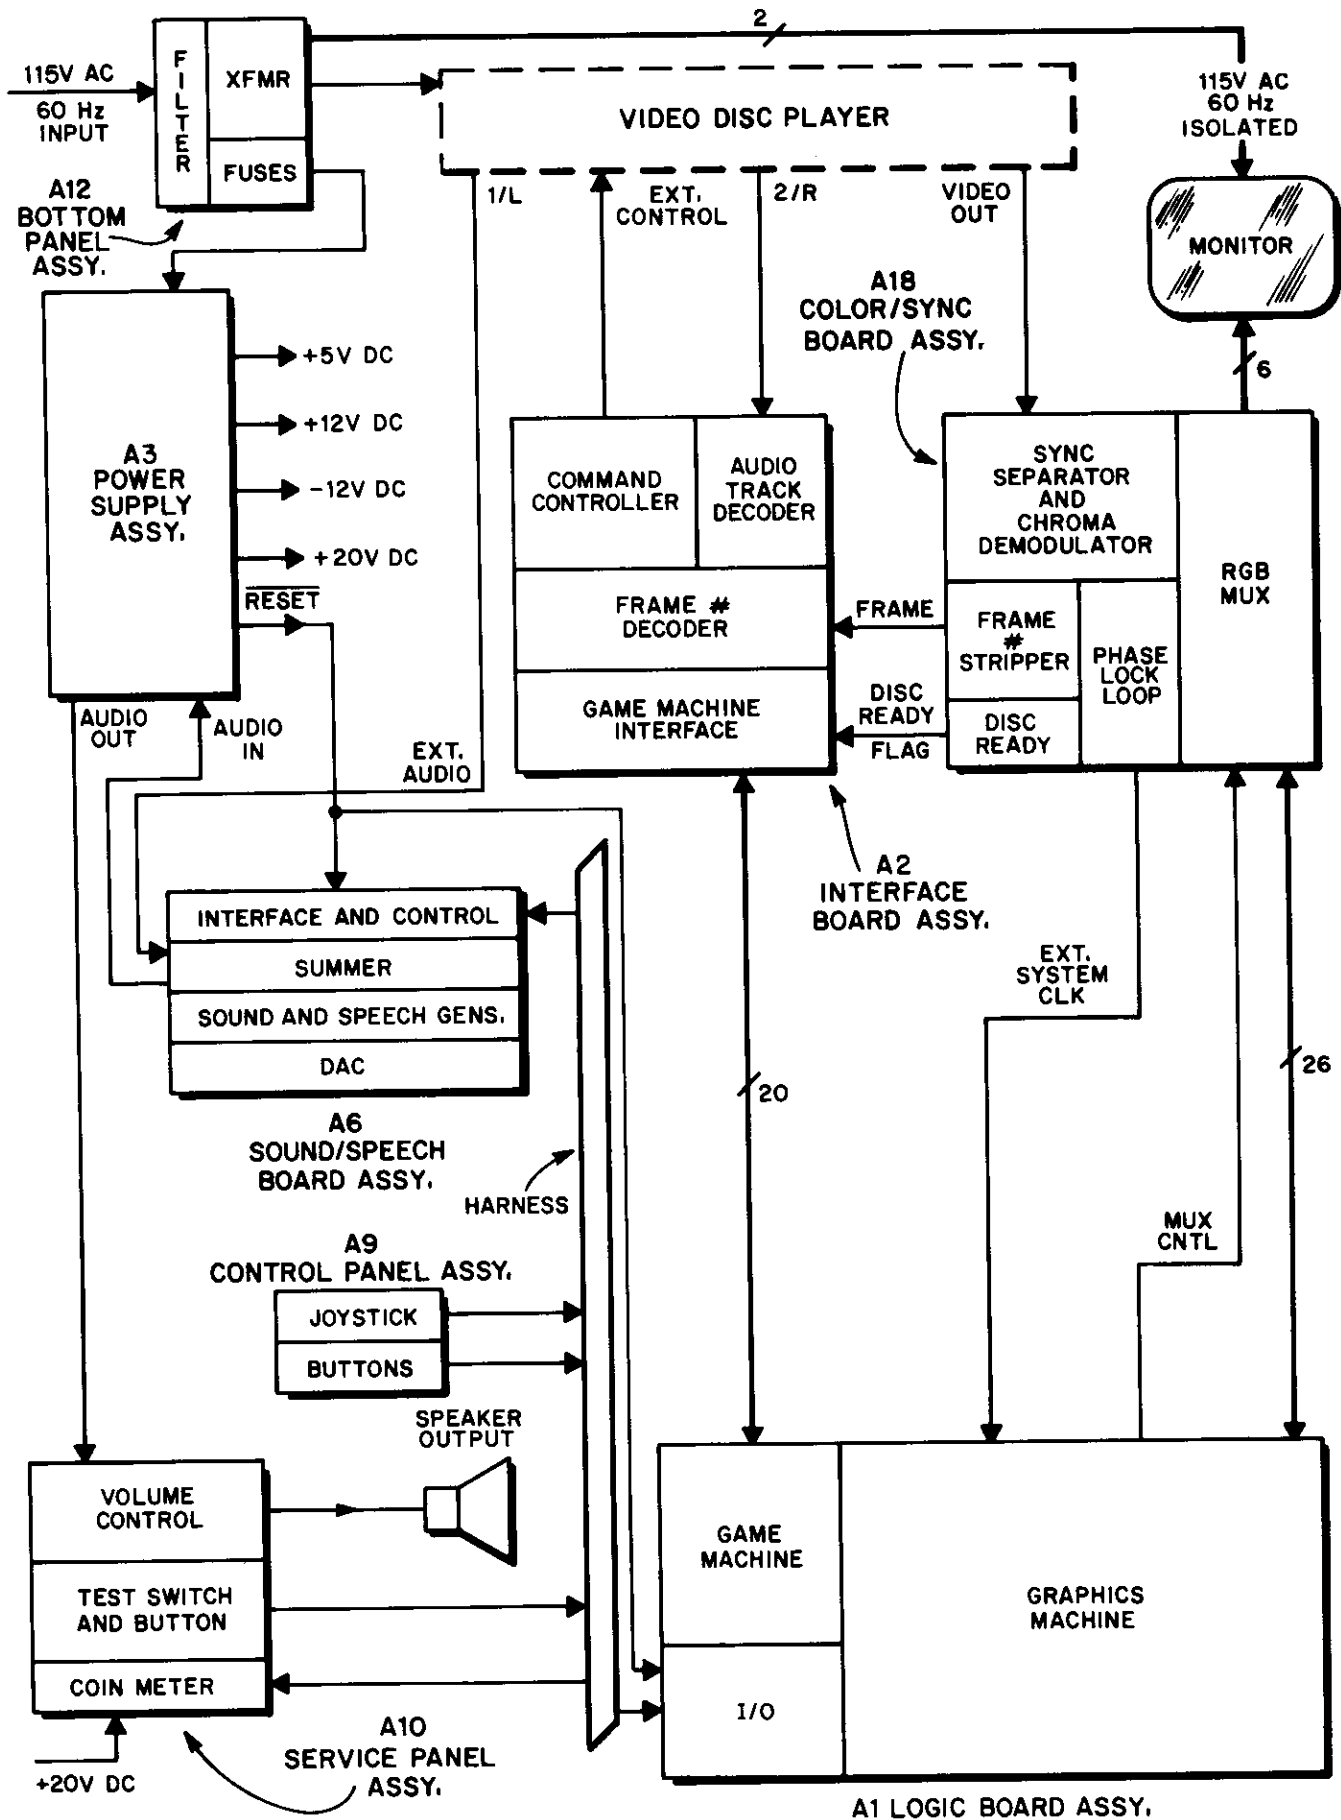 2
FILTER
XFMR
FUSES
115V AC
60 Hz
INPUT
A12
BOTTOM
PANEL
ASSY.
VIDEO DISC PLAYER
115V AC
60 Hz
ISOLATED
MONITOR
6
1/L
EXT.
CONTROL
2/R
VIDEO
OUT
A18
COLOR/SYNC
BOARD ASSY.
A3
POWER
SUPPLY
ASSY.
+5V DC
+12V DC
-12V DC
+20V DC
RESET
AUDIO
OUT
AUDIO
IN
EXT.
AUDIO
COMMAND
CONTROLLER
AUDIO
TRACK
DECODER
FRAME #
DECODER
GAME MACHINE
INTERFACE
FRAME
DISC
READY
FLAG
SYNC
SEPARATOR
AND
CHROMA
DEMODULATOR
FRAME
#
STRIPPER
DISC
READY
PHASE
LOCK
LOOP
RGB
MUX
A2
INTERFACE
BOARD ASSY.
INTERFACE AND CONTROL
SUMMER
SOUND AND SPEECH GENS.
DAC
A6
SOUND/SPEECH
BOARD ASSY.
HARNESS
EXT.
SYSTEM
CLK
20
26
MUX
CNTL
A9
CONTROL PANEL ASSY.
JOYSTICK
BUTTONS
SPEAKER
OUTPUT
VOLUME
CONTROL
TEST SWITCH
AND BUTTON
COIN METER
+20V DC
A10
SERVICE PANEL
ASSY.
GAME
MACHINE
I/O
GRAPHICS
MACHINE
A1 LOGIC BOARD ASSY.